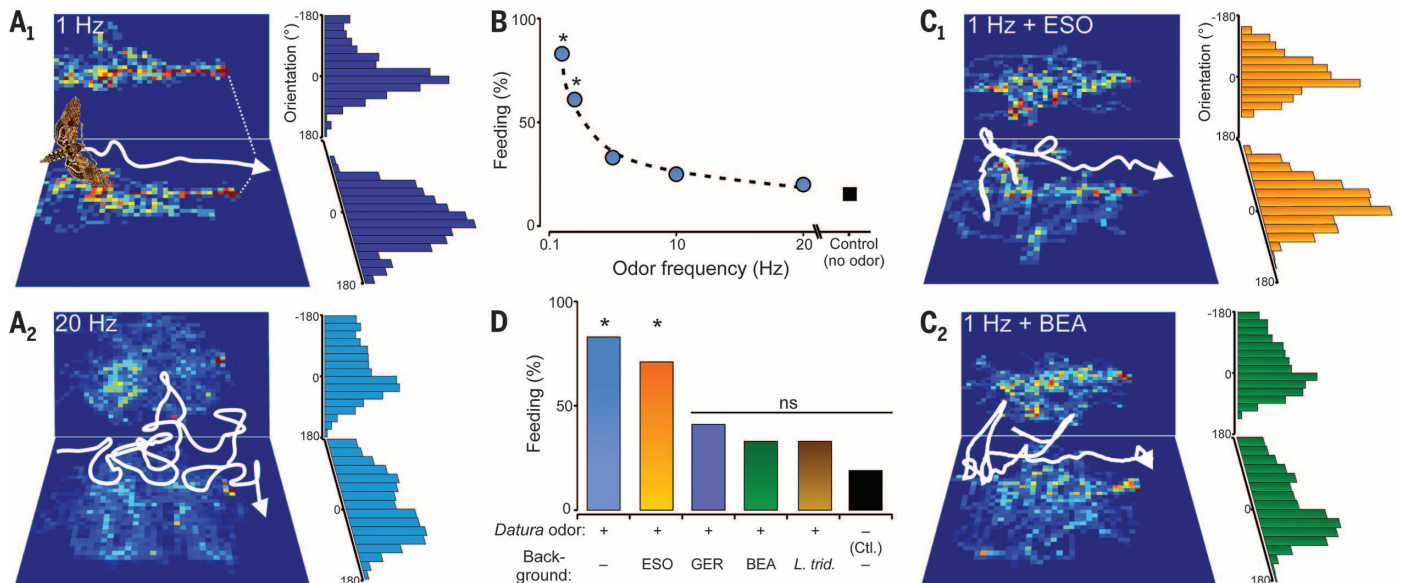 A1
1 Hz
Orientation (°)
-180
0
180
0
180
A2
20 Hz
-180
0
180
0
180
B
Feeding (%)
100
50
0
*
*
0.1
10
20
Control
(no odor)
Odor frequency (Hz)
D
Feeding (%)
100
50
0
*
*
ns
Datura odor: + + + + + –
(Ctl.)
Back-
ground: – ESO GER BEA L. trid. –
C1
1 Hz + ESO
Orientation (°)
-180
0
180
0
180
C2
1 Hz + BEA
-180
0
180
0
180